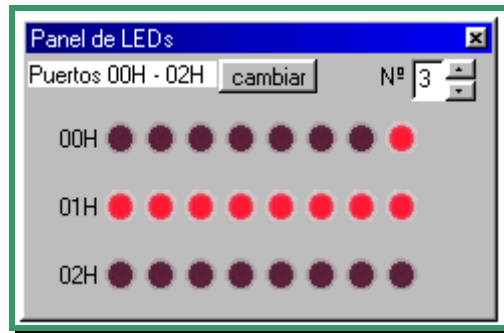 Panel de LEDs
Puertos 00H - 02H cambiar Nº 3
00H
01H
02H